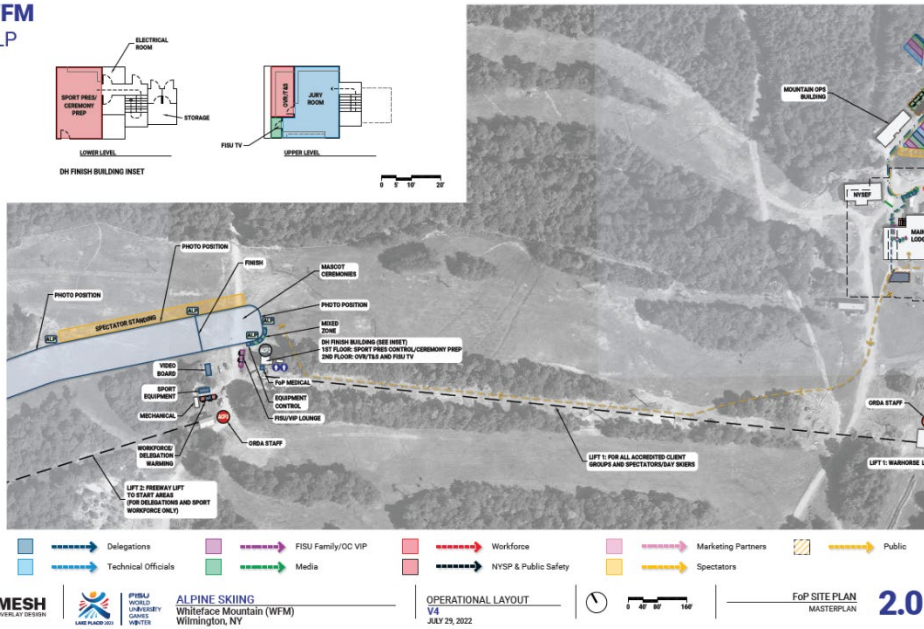 FM
LP
ELECTRICAL
ROOM
SPORT PRES/
CEREMONY
PREP
STORAGE
LOWER LEVEL
DH FINISH BUILDING INSET
OVR/T&S
JURY
ROOM
FISU TV
UPPER LEVEL
0 5' 10' 20'
MOUNTAIN OPS
BUILDING
NYSEF
MAIN
LODG
PHOTO POSITION
FINISH
MASCOT
CEREMONIES
PHOTO POSITION
PHOTO POSITION
SPECTATOR STANDING
ALP
ALP
ALP
ALP
MIXED
ZONE
DH FINISH BUILDING (SEE INSET)
1ST FLOOR: SPORT PRES CONTROL/CEREMONY PREP
2ND FLOOR: OVR/T&S AND FISU TV
VIDEO
BOARD
FoP MEDICAL
SPORT
EQUIPMENT
EQUIPMENT
CONTROL
MECHANICAL
FISU/VIP LOUNGE
ORDA STAFF
WORKFORCE/
DELEGATION
WARMING
ORDA STAFF
LIFT 1: FOR ALL ACCREDITED CLIENT
GROUPS AND SPECTATORS/DAY SKIERS
LIFT 1: WARHORSE L
LIFT 2: FREEWAY LIFT
TO START AREAS
(FOR DELEGATIONS AND SPORT
WORKFORCE ONLY)
Delegations
FISU Family/OC VIP
Workforce
Marketing Partners
Public
Technical Officials
Media
NYSP & Public Safety
Spectators
MESH
OVERLAY DESIGN
LAKE PLACID 2023
FISU
WORLD
UNIVERSITY
GAMES
WINTER
ALPINE SKIING
Whiteface Mountain (WFM)
Wilmington, NY
OPERATIONAL LAYOUT
V4
JULY 29, 2022
0 40' 80' 160'
FoP SITE PLAN
MASTERPLAN
2.0